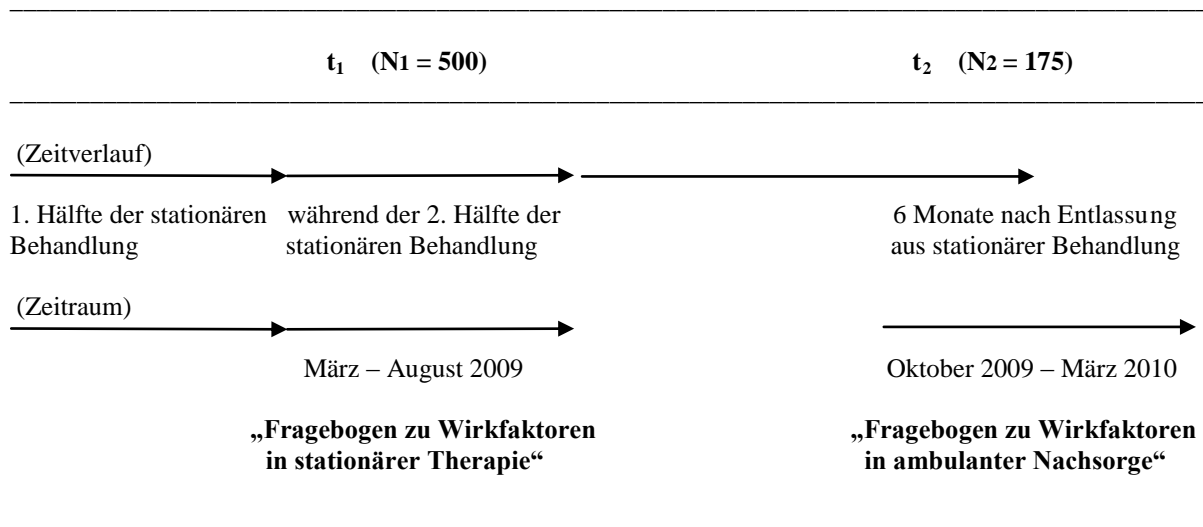 t1 (N1 = 500) t2 (N2 = 175)
(Zeitverlauf)
1. Hälfte der stationären während der 2. Hälfte der 6 Monate nach Entlassung
Behandlung stationären Behandlung aus stationärer Behandlung
(Zeitraum)
März – August 2009 Oktober 2009 – März 2010
„Fragebogen zu Wirkfaktoren „Fragebogen zu Wirkfaktoren
in stationärer Therapie“ in ambulanter Nachsorge“